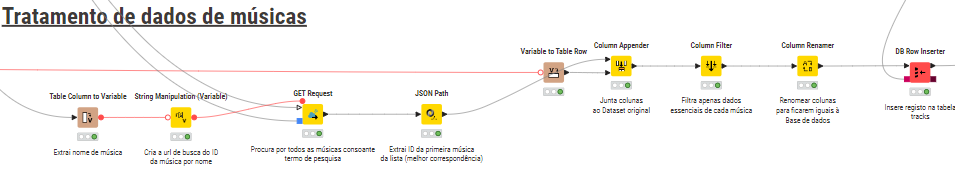 Tratamento de dados de músicas
Variable to Table Row
Column Appender
Column Filter
Column Renamer
DB Row Inserter
Junta colunas
ao Dataset original
Filtra apenas dados
essenciais de cada música
Renomear colunas
para ficarem iguais à
Base de dados
Insere registo na tabela
tracks
Table Column to Variable
String Manipulation (Variable)
GET Request
JSON Path
Extrai nome de música
Cria a url de busca do ID
da música por nome
Procura por todos as músicas consoante
termo de pesquisa
Extrai ID da primeira música
da lista (melhor correspondência)